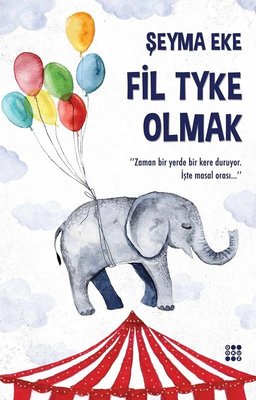 ŞEYMA EKE
FİL TYKE
OLMAK
"Zaman bir yerde bir kere duruyor.
İşte masal orası..."